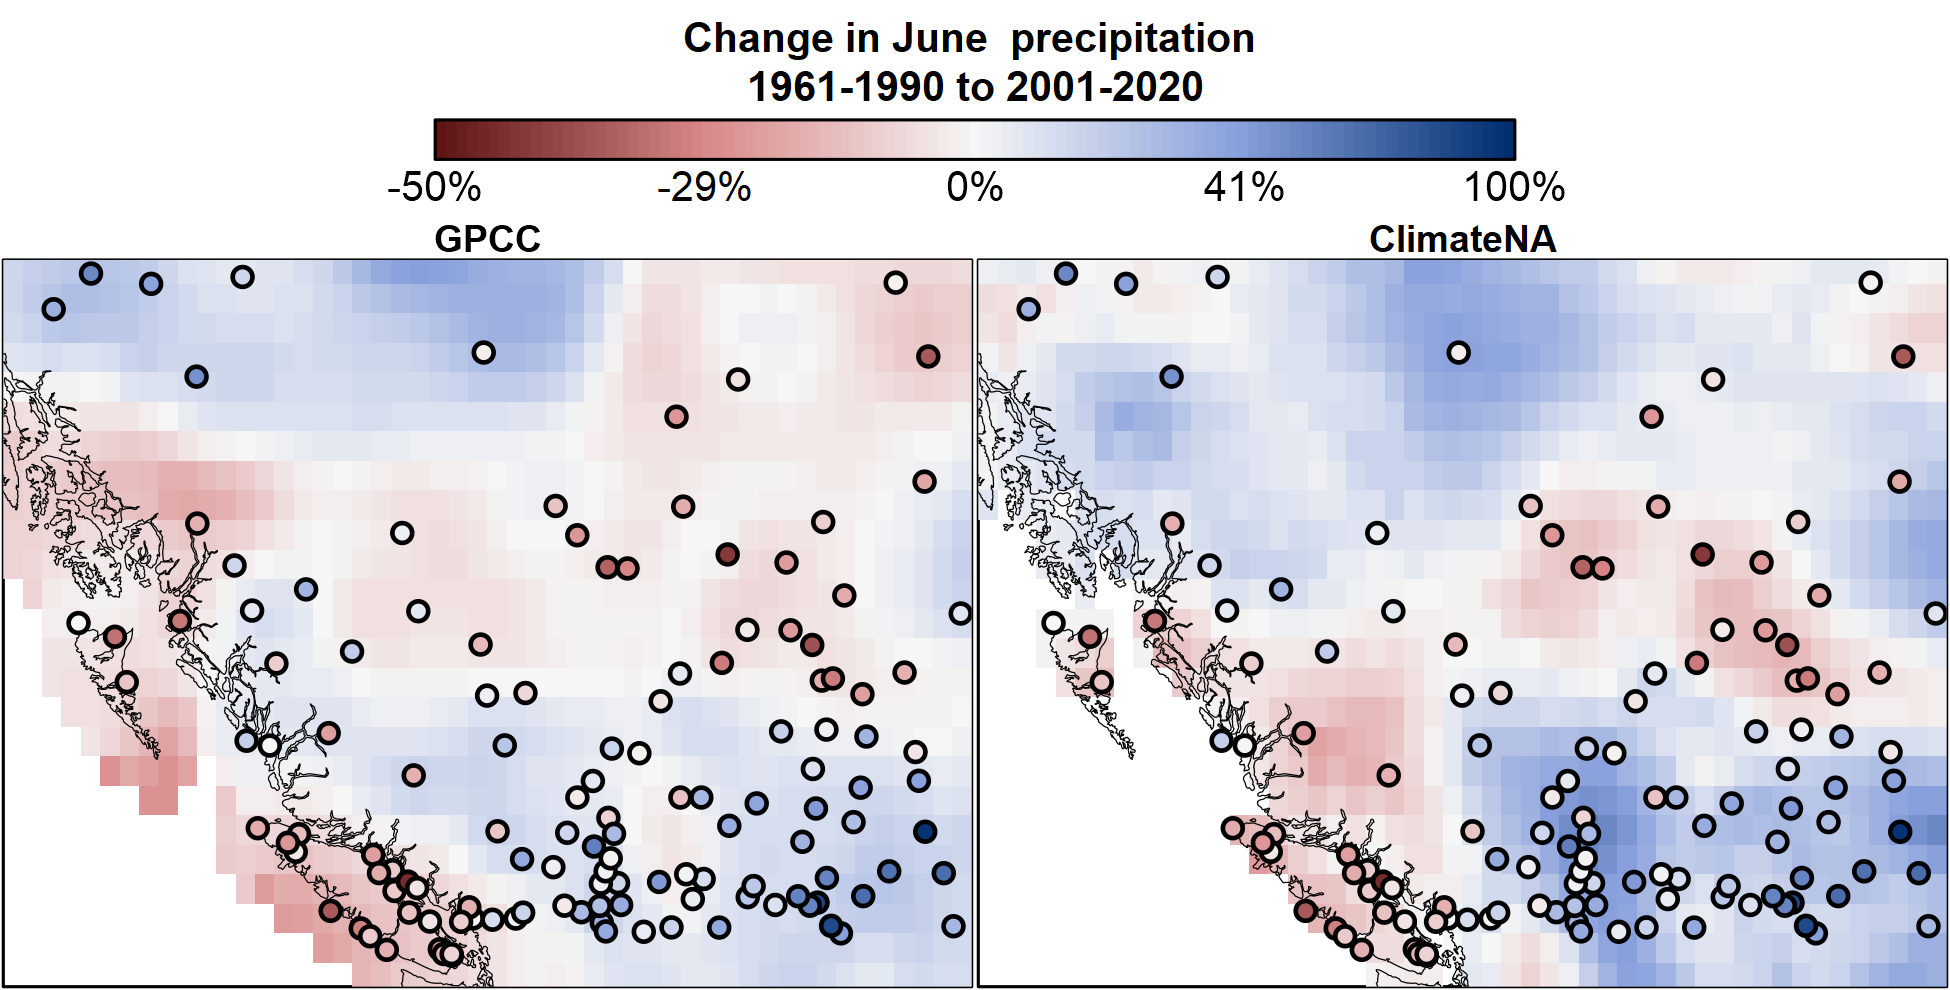 Change in June precipitation
1961-1990 to 2001-2020
-50% -29% 0% 41% 100%
GPCC ClimateNA